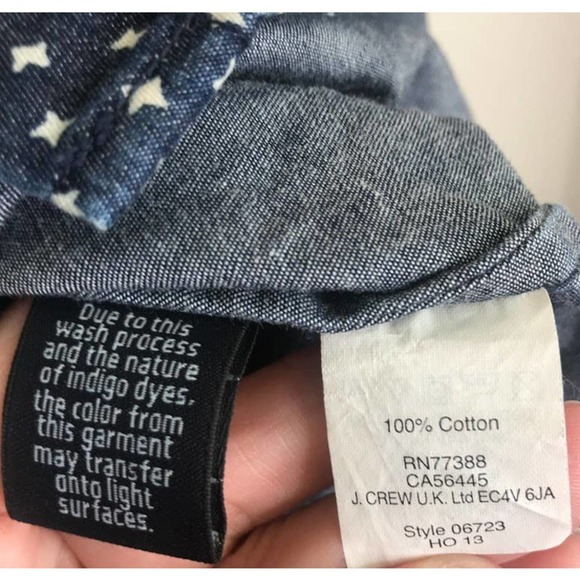 Due to this
wash process
and the nature
of indigo dyes,
the color from
this garment
may transfer
onto light
surfaces.
100% Cotton
RN77388
CA56445
J. CREW U.K. Ltd EC4V 6JA
Style 06723
HO 13